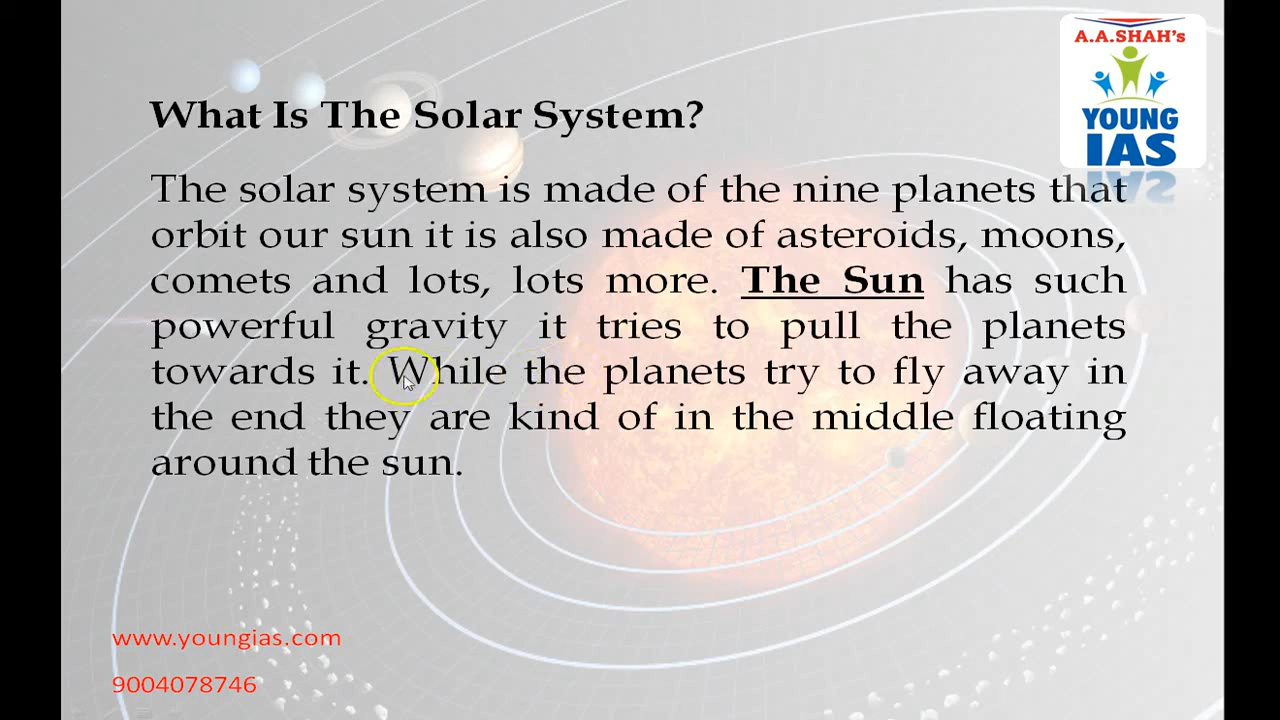 A.A.SHAH's
YOUNG
IAS
What Is The Solar System?
The solar system is made of the nine planets that
orbit our sun it is also made of asteroids, moons,
comets and lots, lots more. The Sun has such
powerful gravity it tries to pull the planets
towards it. While the planets try to fly away in
the end they are kind of in the middle floating
around the sun.
www.youngias.com
9004078746